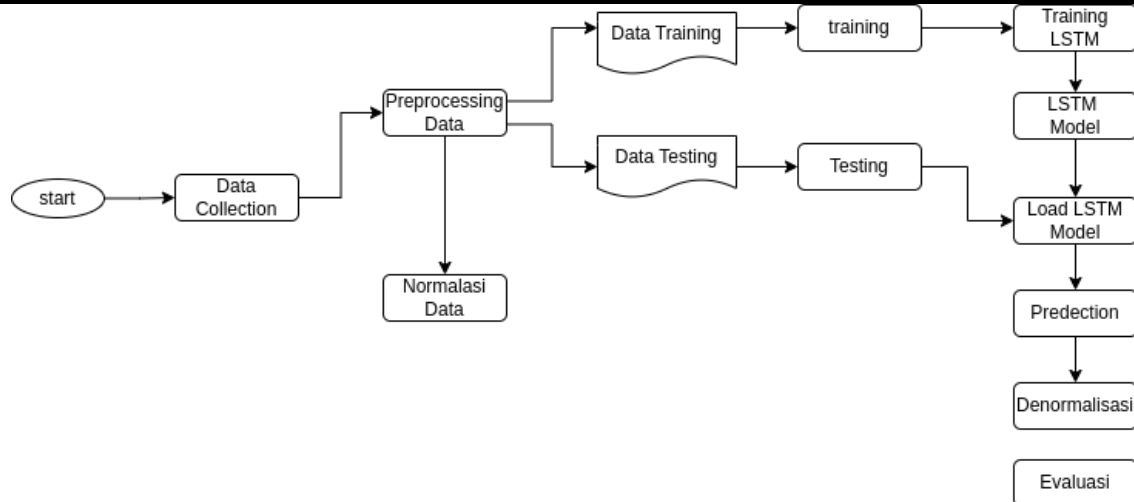 start
Data
Collection
Preprocessing
Data
Normalasi
Data
Data Training
training
Training
LSTM
LSTM
Model
Data Testing
Testing
Load LSTM
Model
Predection
Denormalisasi
Evaluasi